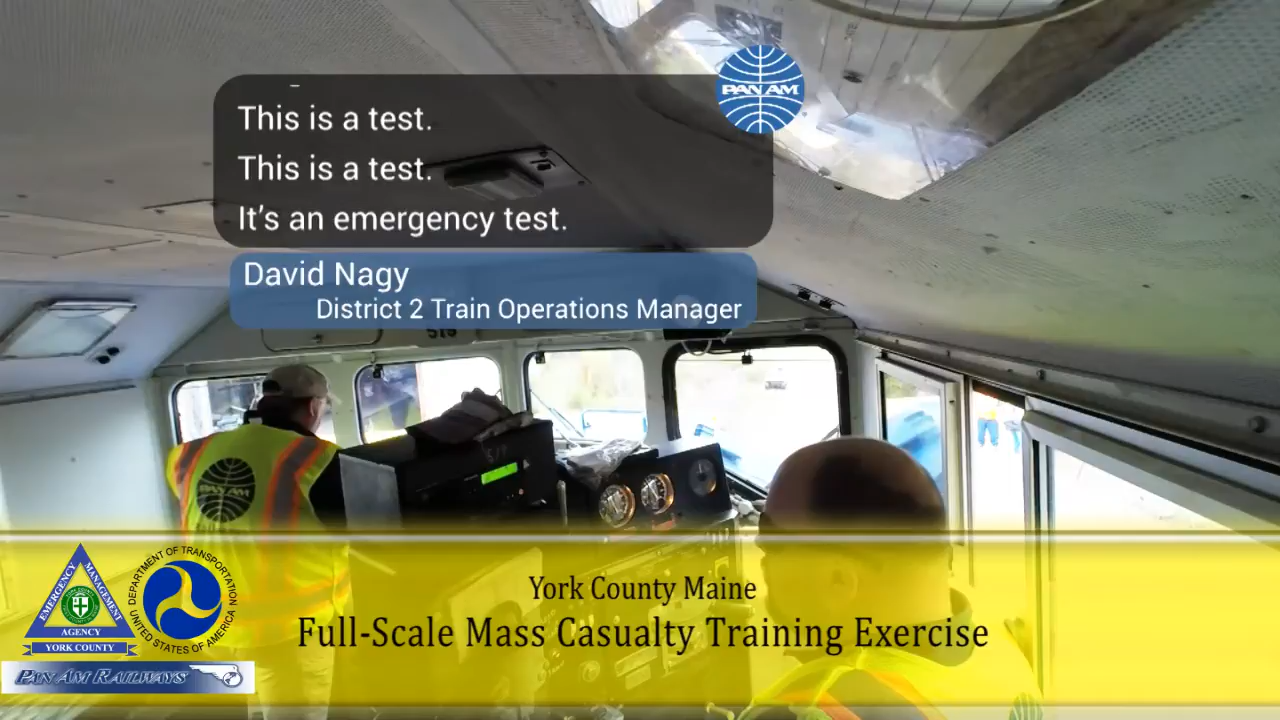 PAN AM
This is a test.
This is a test.
It's an emergency test.
David Nagy
District 2 Train Operations Manager
PAN AM
York County Maine
Full-Scale Mass Casualty Training Exercise
EMERGENCY MANAGEMENT AGENCY
YORK COUNTY
DEPARTMENT OF TRANSPORTATION
UNITED STATES OF AMERICA
PAN AM RAILWAYS